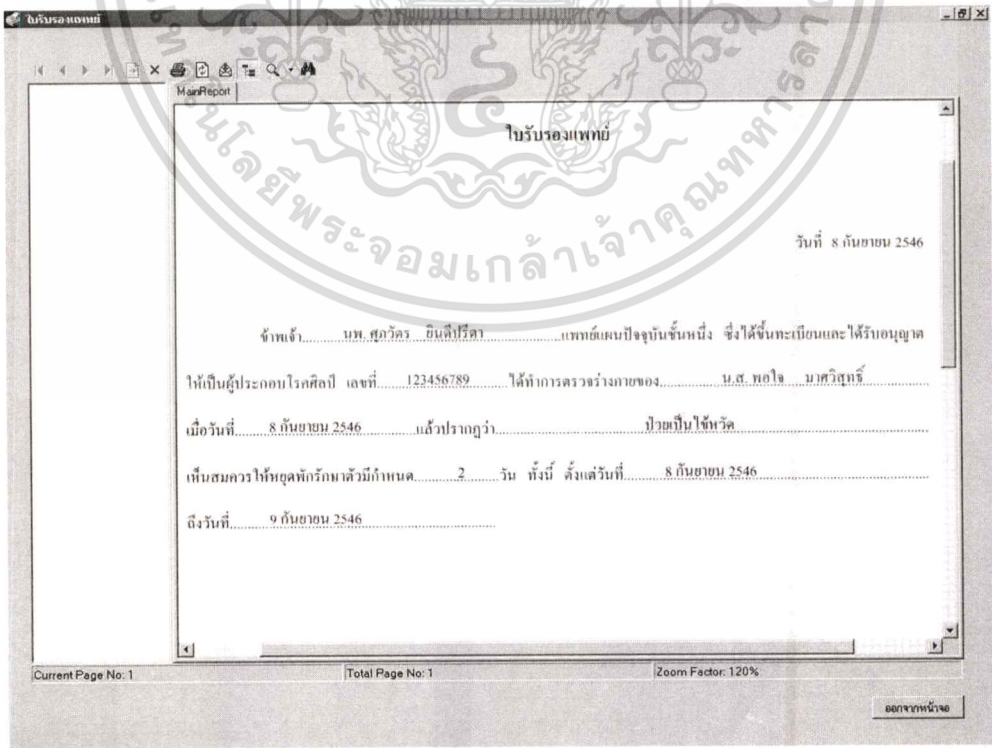 ใบรับรองแพทย์
MainReport
ใบรับรองแพทย์
วันที่ 8 กันยายน 2546
ข้าพเจ้า..........นพ. ศุภวัตร ยินดีปรีดา..........แพทย์แผนปัจจุบันชั้นหนึ่ง ซึ่งได้ขึ้นทะเบียนและได้รับอนุญาต
ให้เป็นผู้ประกอบโรคศิลป์ เลขที่..........123456789..........ได้ทำการตรวจร่างกายของ..........น.ส. พอใจ มาศวิสุทธิ์..........
เมื่อวันที่..........8 กันยายน 2546..........แล้วปรากฏว่า..........ป่วยเป็นไข้หวัด..........
เห็นสมควรให้หยุดพักรักษาตัวมีกำหนด..........2..........วัน ทั้งนี้ ตั้งแต่วันที่..........8 กันยายน 2546..........
ถึงวันที่..........9 กันยายน 2546..........
Current Page No: 1 Total Page No: 1 Zoom Factor: 120%
ออกจากหน้าจอ